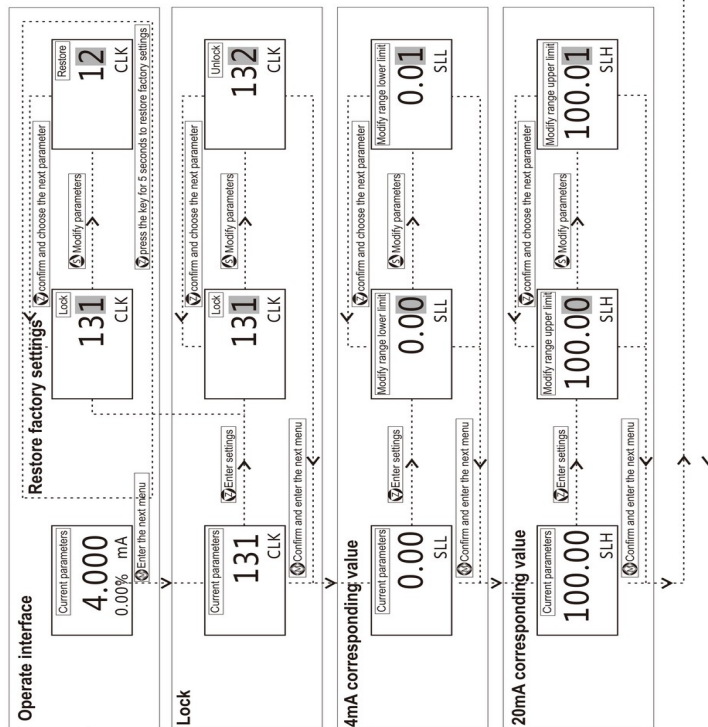 Operate interface
Current parameters
4.000
0.00% mA
M Enter the next menu
Restore factory settings
Lock
131
CLK
Z confirm and choose the next parameter
S Modify parameters
Restore
12
CLK
Z press the key for 5 seconds to restore factory settings
Lock
Current parameters
131
CLK
Z Enter settings
M Confirm and enter the next menu
Lock
131
CLK
Z confirm and choose the next parameter
S Modify parameters
Unlock
132
CLK
4mA corresponding value
Current parameters
0.00
SLL
Z Enter settings
M Confirm and enter the next menu
Modify range lower limit
0.00
SLL
Z confirm and choose the next parameter
S Modify parameters
Modify range lower limit
0.01
SLL
20mA corresponding value
Current parameters
100.00
SLH
Z Enter settings
M Confirm and enter the next menu
Modify range upper limit
100.00
SLH
Z confirm and choose the next parameter
S Modify parameters
Modify range upper limit
100.01
SLH